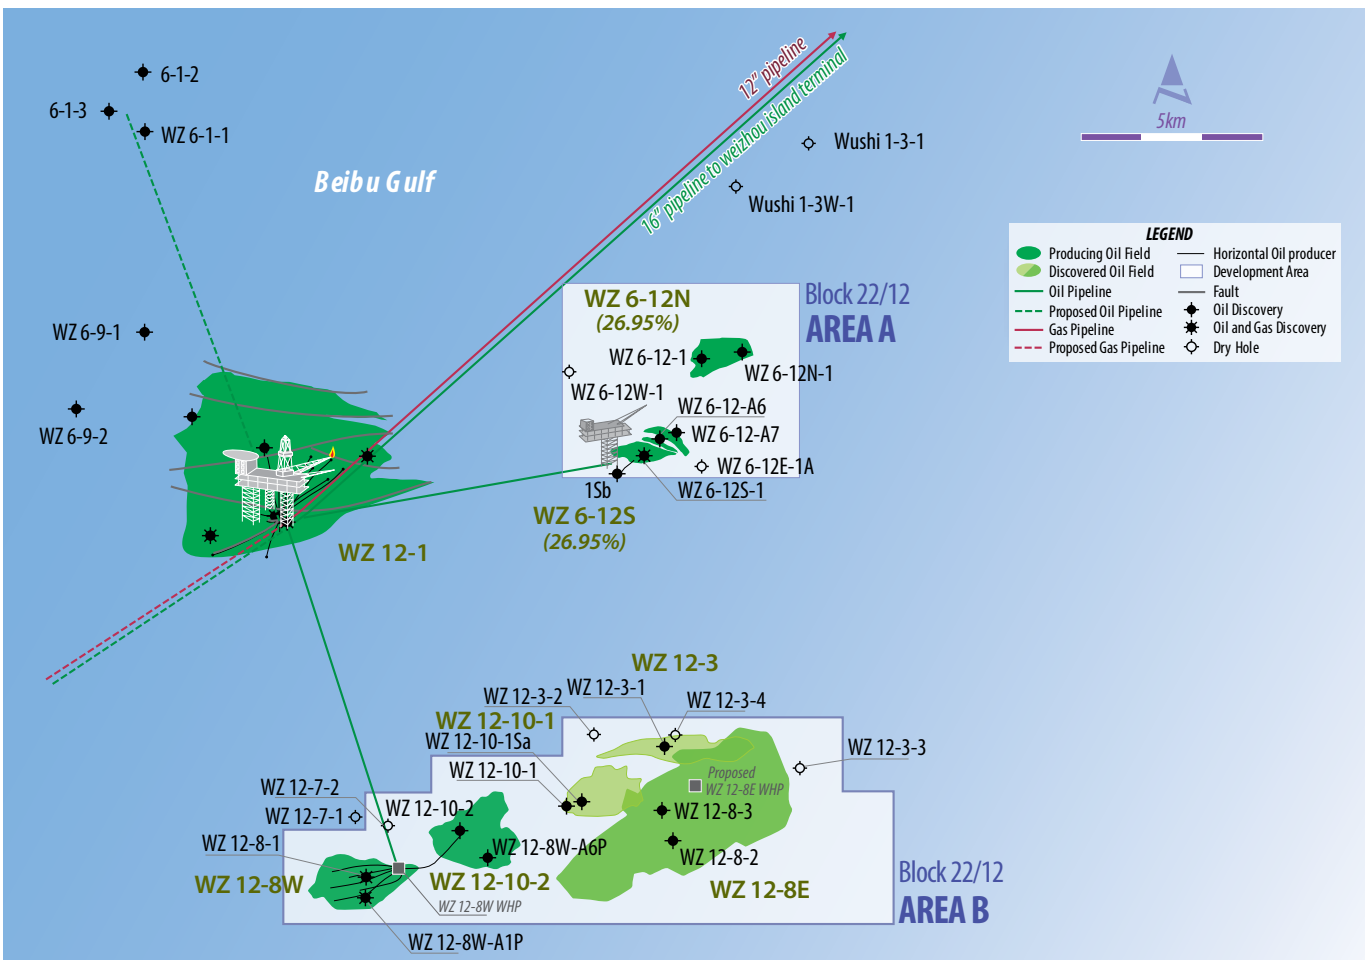 6-1-2
6-1-3
WZ 6-1-1
Beibu Gulf
12” pipeline
16” pipeline to weizhou island terminal
Wushi 1-3-1
Wushi 1-3W-1
5km
LEGEND
Producing Oil Field
Discovered Oil Field
Oil Pipeline
Proposed Oil Pipeline
Gas Pipeline
Proposed Gas Pipeline
Horizontal Oil producer
Development Area
Fault
Oil Discovery
Oil and Gas Discovery
Dry Hole
Block 22/12
AREA A
WZ 6-12N
(26.95%)
WZ 6-12-1
WZ 6-12N-1
WZ 6-12W-1
WZ 6-12-A6
WZ 6-12-A7
WZ 6-12E-1A
WZ 6-12S-1
1Sb
WZ 6-12S
(26.95%)
WZ 6-9-1
WZ 6-9-2
WZ 12-1
WZ 12-3
WZ 12-3-2
WZ 12-3-1
WZ 12-3-4
WZ 12-10-1
WZ 12-10-1Sa
WZ 12-10-1
WZ 12-3-3
Proposed
WZ 12-8E WHP
WZ 12-7-2
WZ 12-7-1
WZ 12-10-2
WZ 12-8-3
WZ 12-8-1
WZ 12-8W-A6P
WZ 12-8-2
WZ 12-8W
WZ 12-10-2
WZ 12-8E
WZ 12-8W WHP
WZ 12-8W-A1P
Block 22/12
AREA B